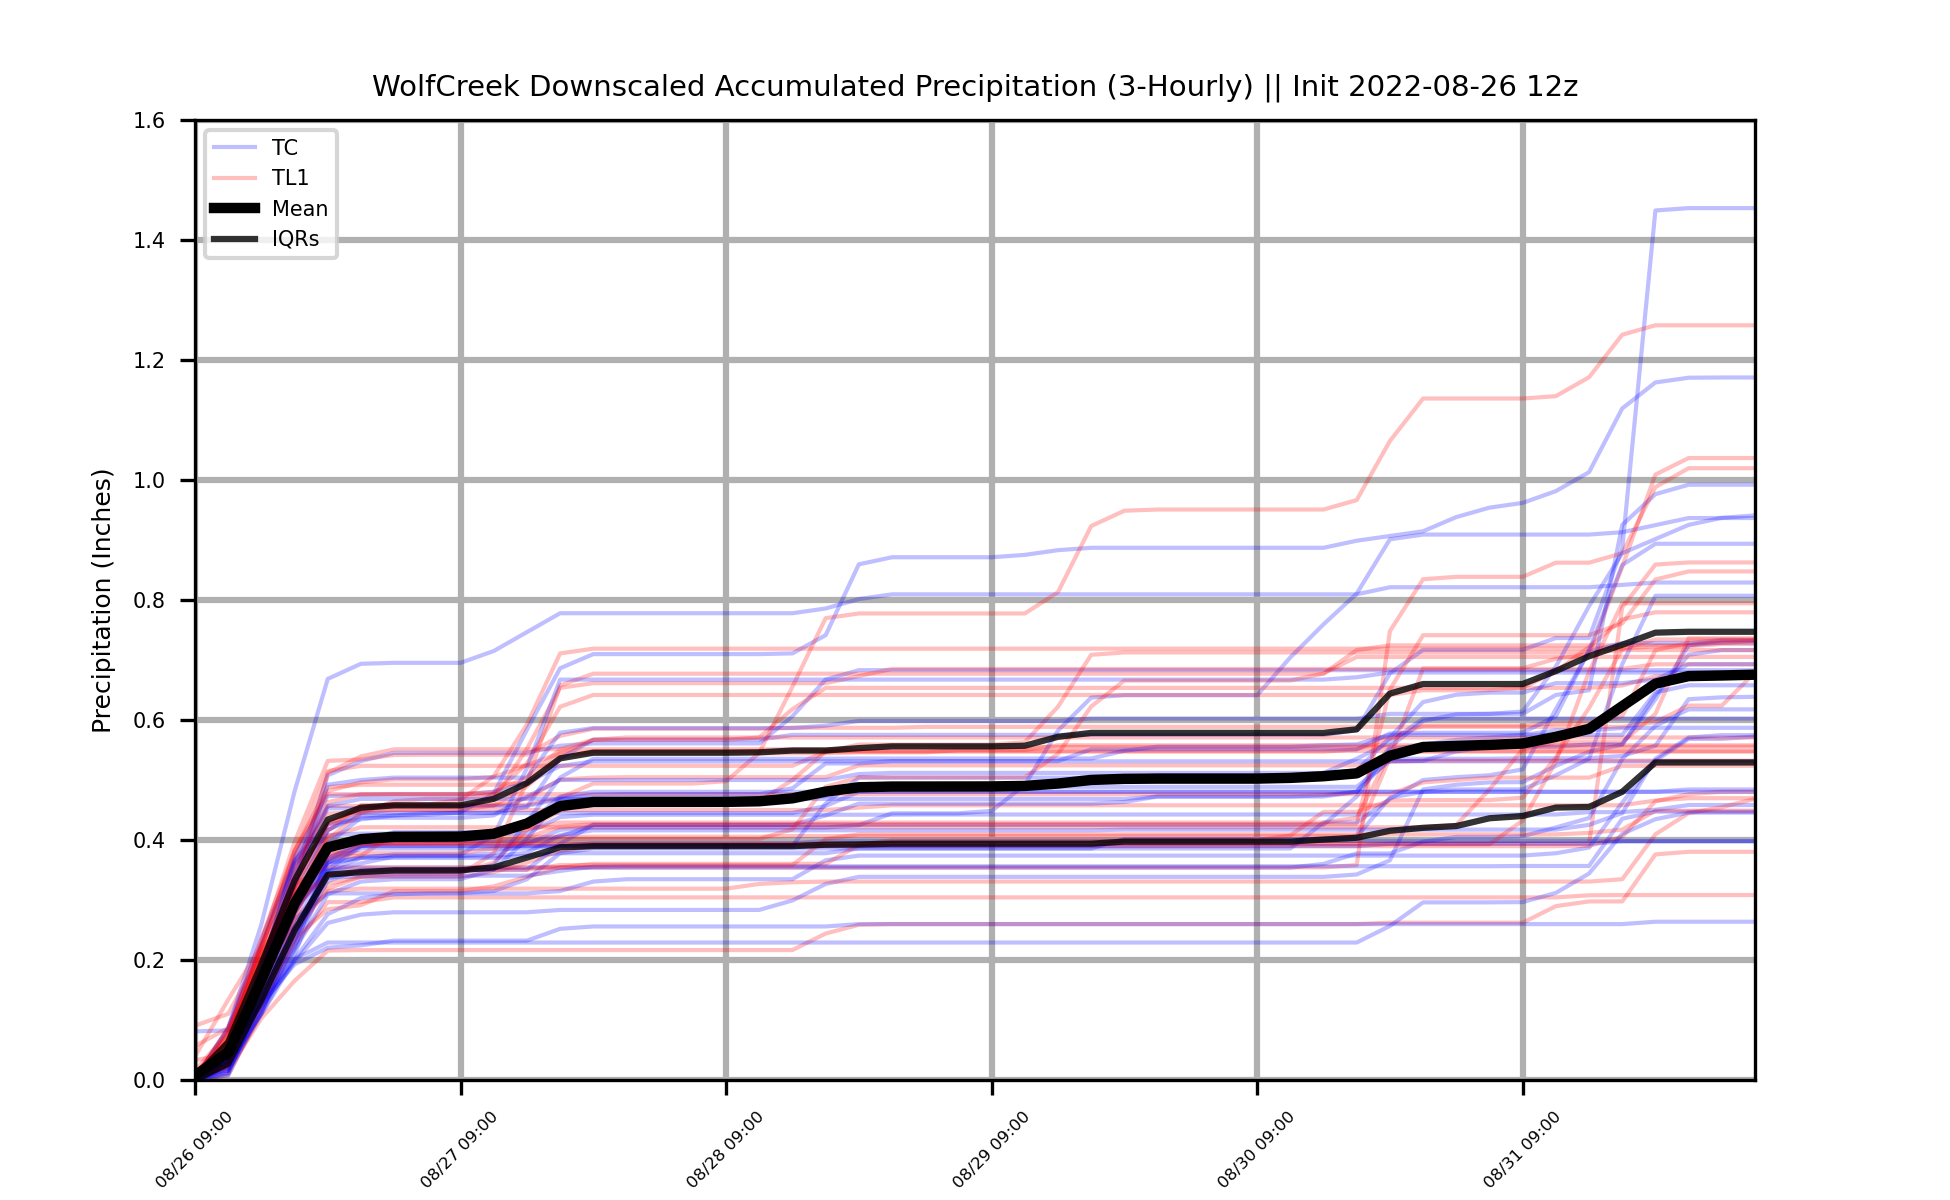 WolfCreek Downscaled Accumulated Precipitation (3-Hourly) || Init 2022-08-26 12z
TC
TL1
Mean
IQRs
Precipitation (Inches)
1.6
1.4
1.2
1.0
0.8
0.6
0.4
0.2
0.0
08/26 09:00
08/27 09:00
08/28 09:00
08/29 09:00
08/30 09:00
08/31 09:00